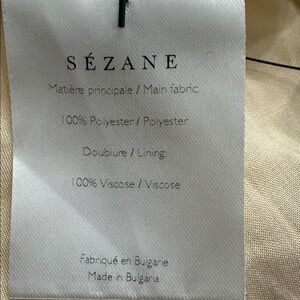 SÉZANE
Matière principale / Main fabric:
100% Polyester / Polyester
Doublure / Lining:
100% Viscose / Viscose
Fabriqué en Bulgarie
Made in Bulgaria